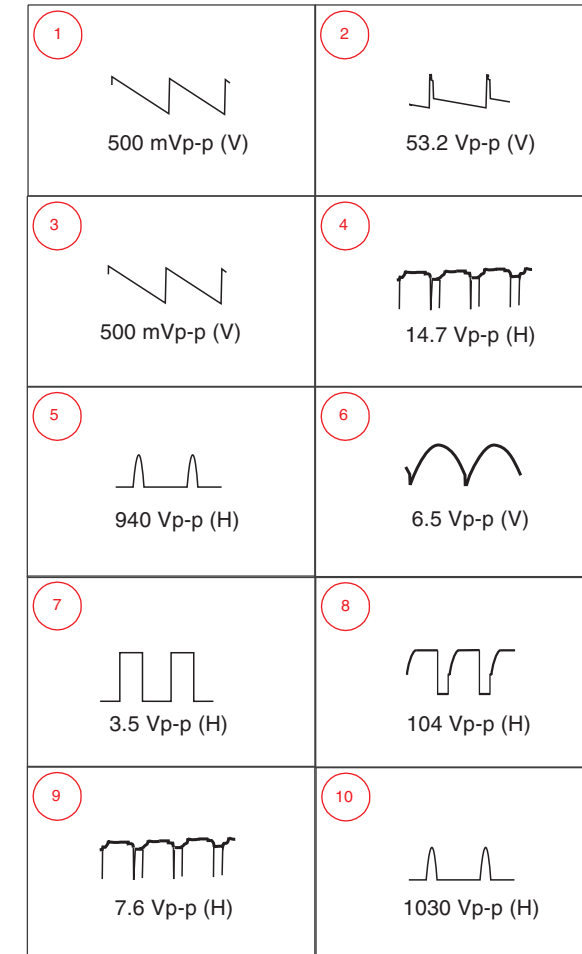 1
500 mVp-p (V)
2
53.2 Vp-p (V)
3
500 mVp-p (V)
4
14.7 Vp-p (H)
5
940 Vp-p (H)
6
6.5 Vp-p (V)
7
3.5 Vp-p (H)
8
104 Vp-p (H)
9
7.6 Vp-p (H)
10
1030 Vp-p (H)